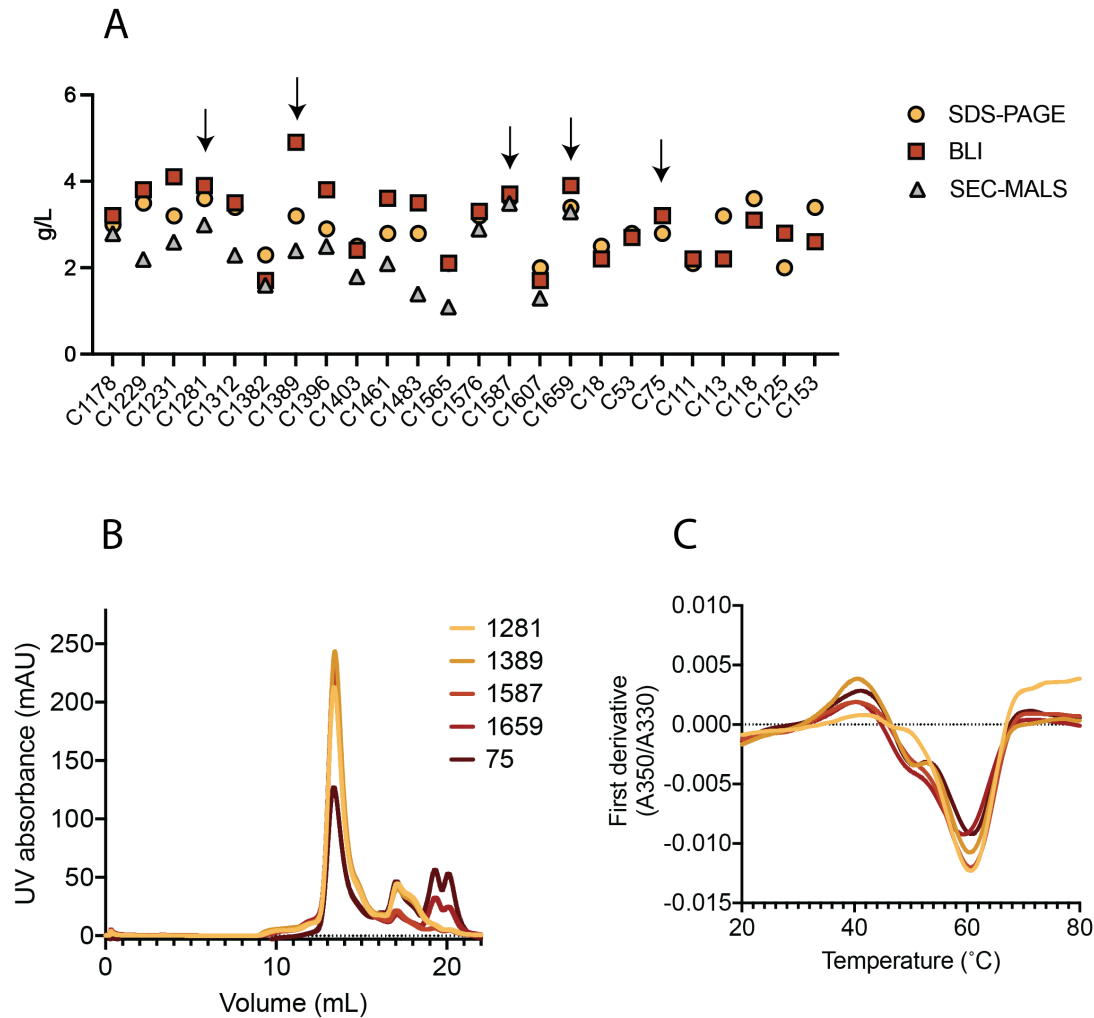 A
6
4
2
0
g/L
SDS-PAGE
BLI
SEC-MALS
C1178
C1229
C1231
C1281
C1312
C1382
C1389
C1396
C1403
C1461
C1483
C1565
C1576
C1587
C1607
C1659
C18
C53
C75
C111
C113
C118
C125
C153
B
250
200
150
100
50
0
UV absorbance (mAU)
1281
1389
1587
1659
75
0
10
20
Volume (mL)
C
0.010
0.005
0.000
-0.005
-0.010
-0.015
First derivative
(A350/A330)
20
40
60
80
Temperature (˚C)